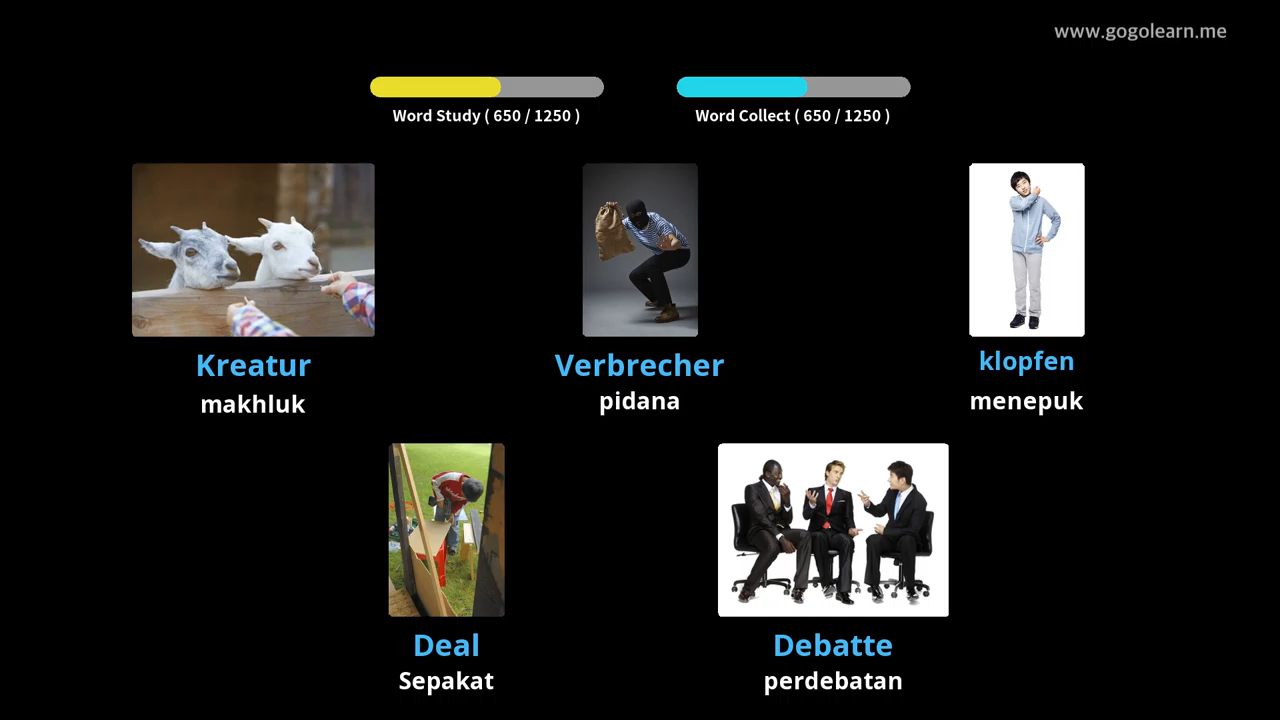 www.gogolearn.me
Word Study ( 650 / 1250 )
Word Collect ( 650 / 1250 )
Kreatur
makhluk
Verbrecher
pidana
klopfen
menepuk
Deal
Sepakat
Debatte
perdebatan